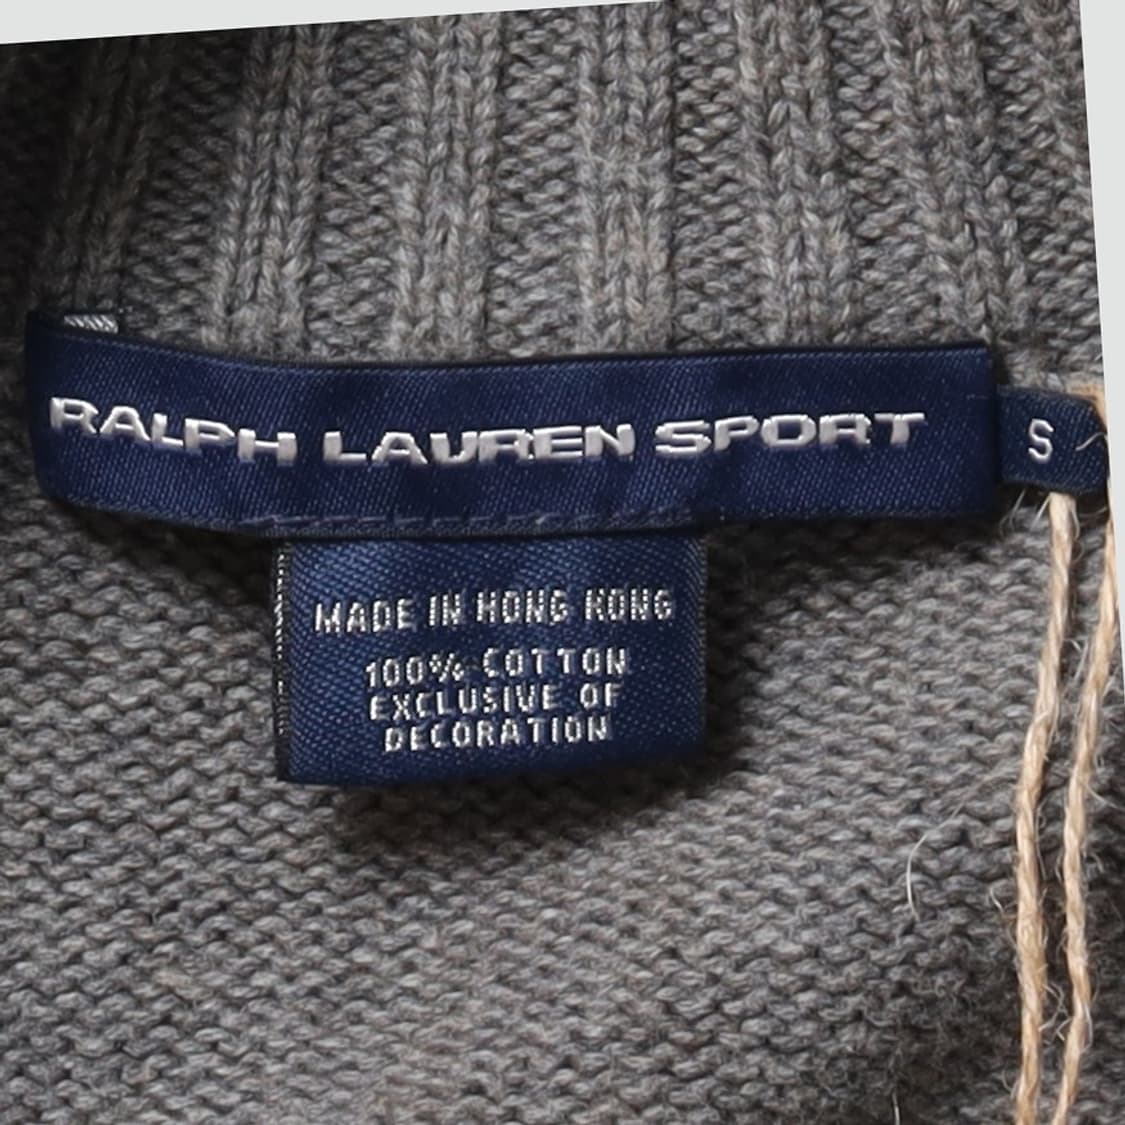 RALPH LAUREN SPORT
S
MADE IN HONG KONG
100% COTTON
EXCLUSIVE OF
DECORATION